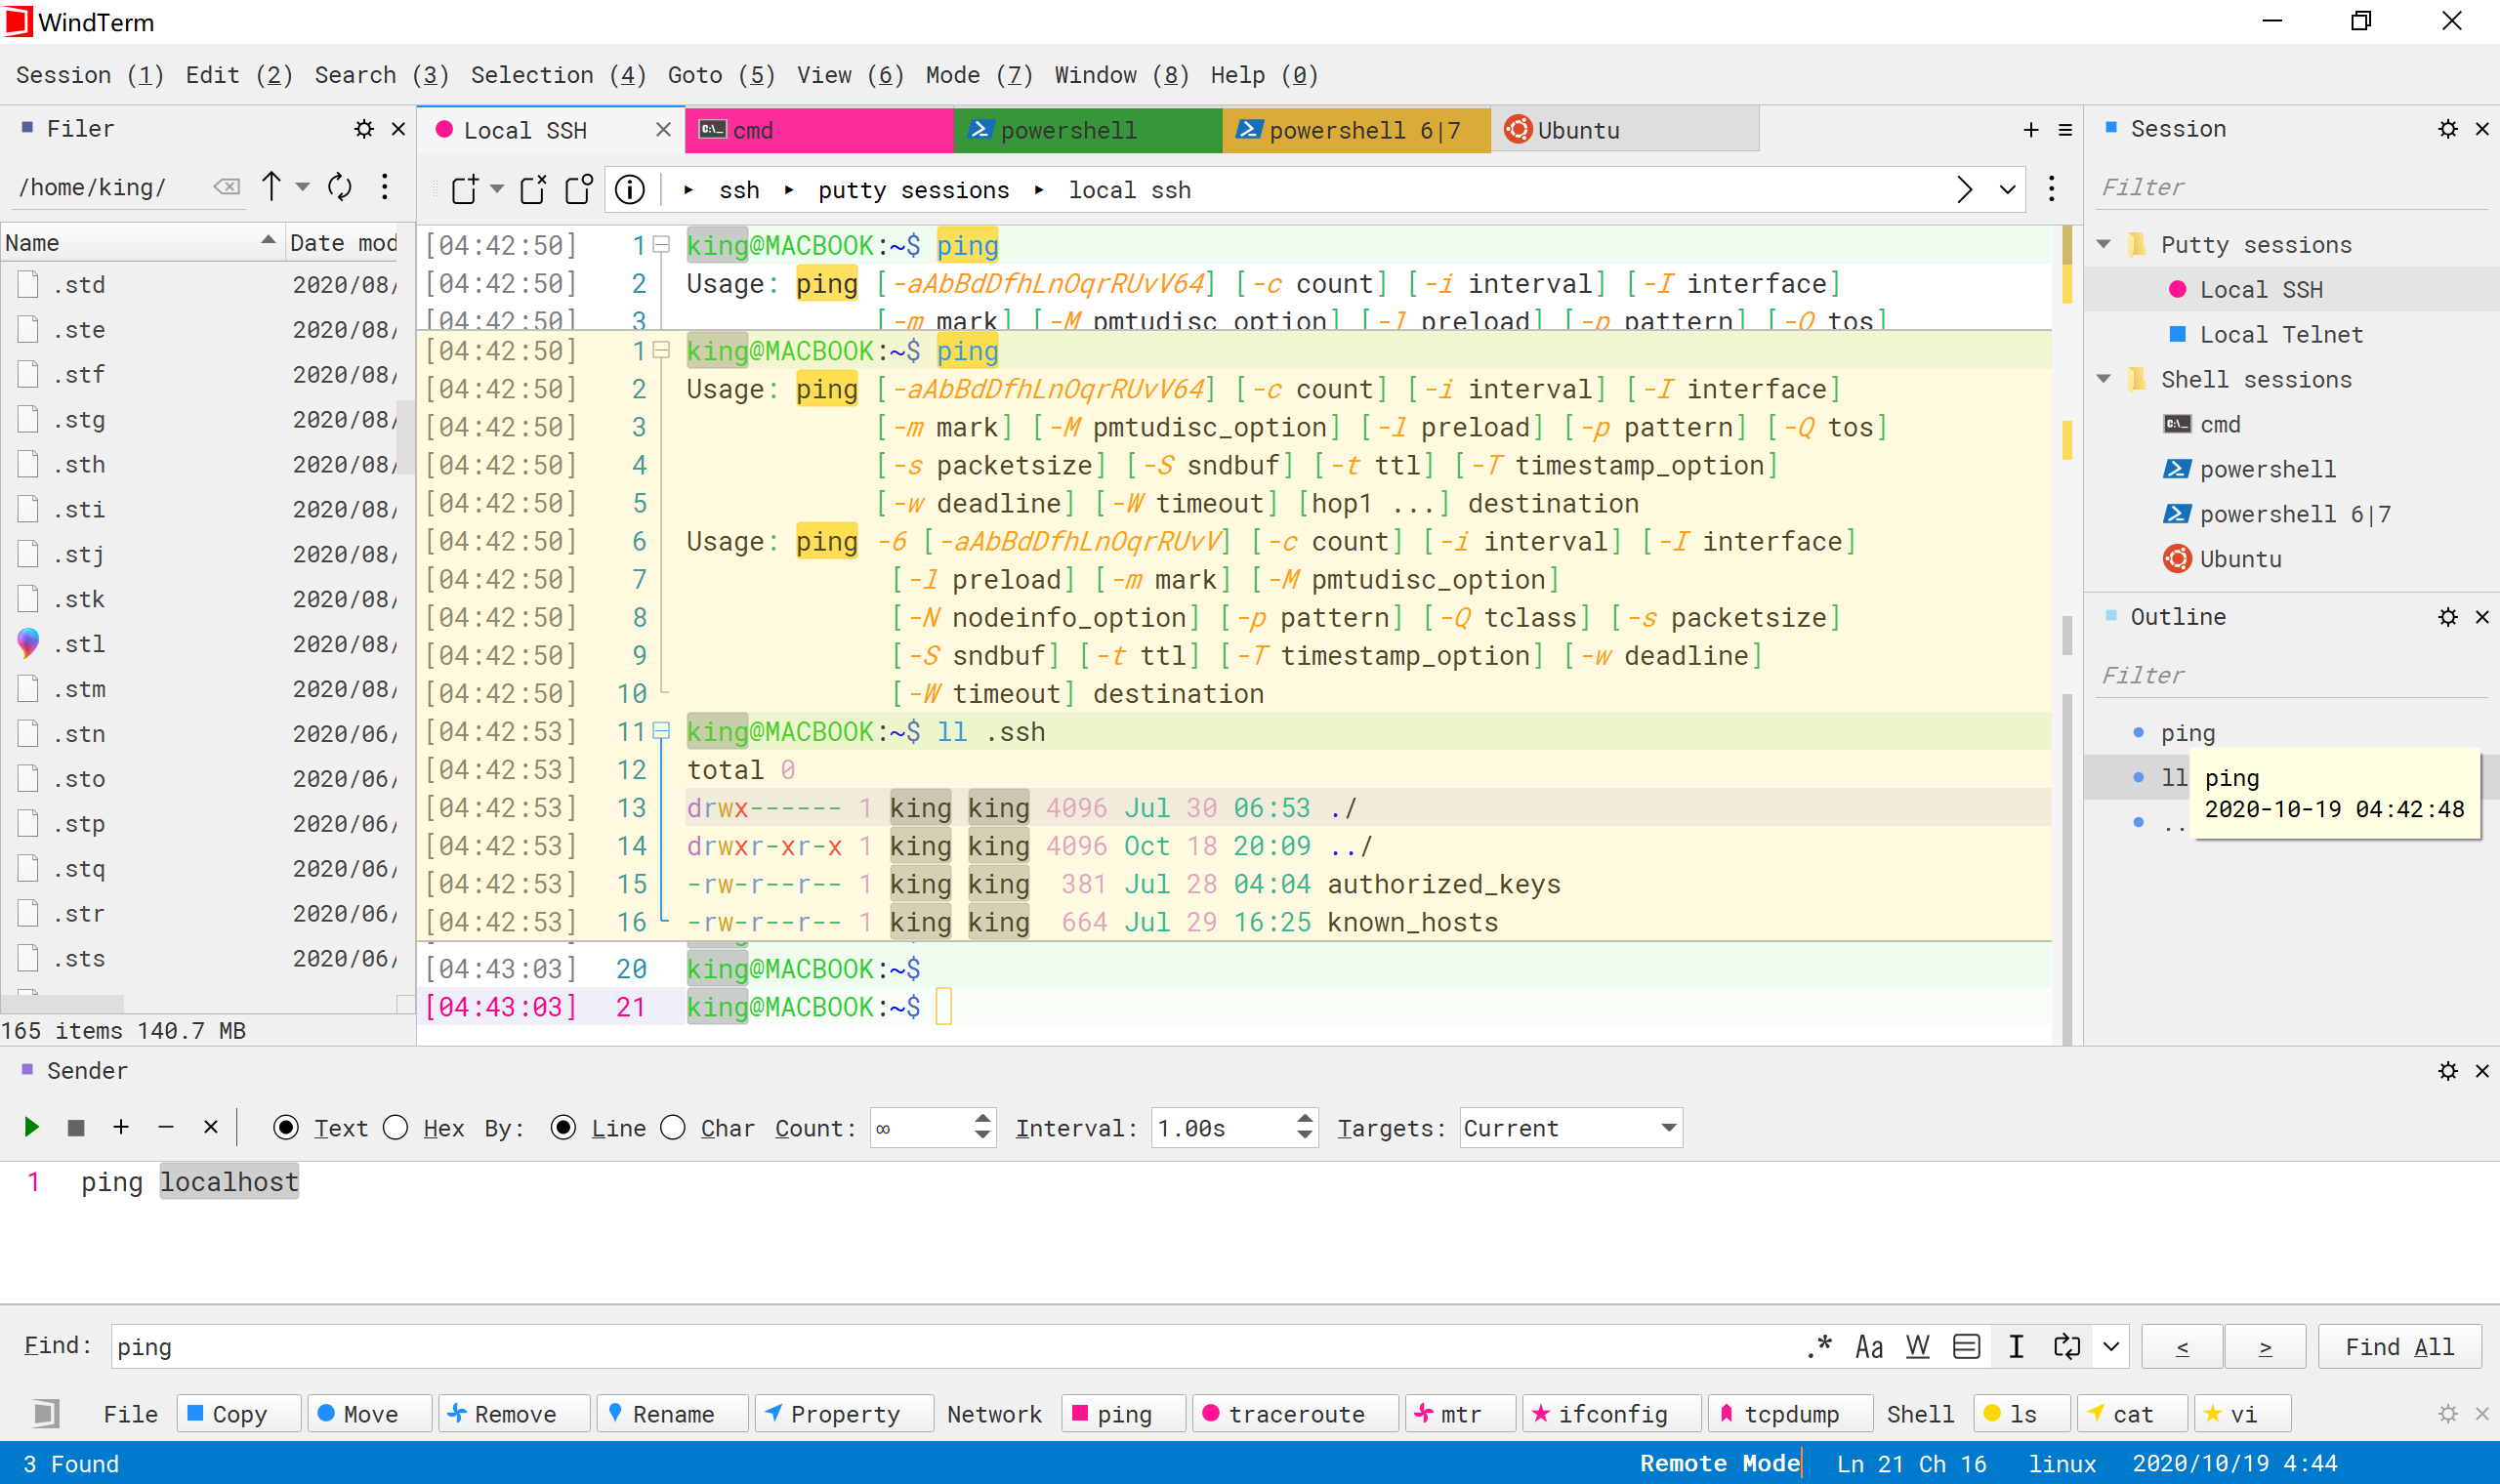 WindTerm
Session (1) Edit (2) Search (3) Selection (4) Goto (5) View (6) Mode (7) Window (8) Help (0)
Filer
/home/king/
Name Date mod
.std 2020/08/
.ste 2020/08/
.stf 2020/08/
.stg 2020/08/
.sth 2020/08/
.sti 2020/08/
.stj 2020/08/
.stk 2020/08/
.stl 2020/08/
.stm 2020/08/
.stn 2020/06/
.sto 2020/06/
.stp 2020/06/
.stq 2020/06/
.str 2020/06/
.sts 2020/06/
165 items 140.7 MB
Local SSH cmd powershell powershell 6|7 Ubuntu
ssh putty sessions local ssh
[04:42:50] 1 king@MACBOOK:~$ ping
[04:42:50] 2 Usage: ping [-aAbBdDfhLnOqrRUvV64] [-c count] [-i interval] [-I interface]
[04:42:50] 3 [-m mark] [-M pmtudisc_option] [-l preload] [-p pattern] [-Q tos]
[04:42:50] 1 king@MACBOOK:~$ ping
[04:42:50] 2 Usage: ping [-aAbBdDfhLnOqrRUvV64] [-c count] [-i interval] [-I interface]
[04:42:50] 3 [-m mark] [-M pmtudisc_option] [-l preload] [-p pattern] [-Q tos]
[04:42:50] 4 [-s packetsize] [-S sndbuf] [-t ttl] [-T timestamp_option]
[04:42:50] 5 [-w deadline] [-W timeout] [hop1 ...] destination
[04:42:50] 6 Usage: ping -6 [-aAbBdDfhLnOqrRUvV] [-c count] [-i interval] [-I interface]
[04:42:50] 7 [-l preload] [-m mark] [-M pmtudisc_option]
[04:42:50] 8 [-N nodeinfo_option] [-p pattern] [-Q tclass] [-s packetsize]
[04:42:50] 9 [-S sndbuf] [-t ttl] [-T timestamp_option] [-w deadline]
[04:42:50] 10 [-W timeout] destination
[04:42:53] 11 king@MACBOOK:~$ ll .ssh
[04:42:53] 12 total 0
[04:42:53] 13 drwx------ 1 king king 4096 Jul 30 06:53 ./
[04:42:53] 14 drwxr-xr-x 1 king king 4096 Oct 18 20:09 ../
[04:42:53] 15 -rw-r--r-- 1 king king 381 Jul 28 04:04 authorized_keys
[04:42:53] 16 -rw-r--r-- 1 king king 664 Jul 29 16:25 known_hosts
[04:43:03] 20 king@MACBOOK:~$
[04:43:03] 21 king@MACBOOK:~$
Session
Filter
Putty sessions
Local SSH
Local Telnet
Shell sessions
cmd
powershell
powershell 6|7
Ubuntu
Outline
Filter
ping
ll
..
ping
2020-10-19 04:42:48
Sender
Text Hex By: Line Char Count: ∞ Interval: 1.00s Targets: Current
1 ping localhost
Find: ping .* Aa W < > Find All
File Copy Move Remove Rename Property Network ping traceroute mtr ifconfig tcpdump Shell ls cat vi
3 Found Remote Mode Ln 21 Ch 16 linux 2020/10/19 4:44